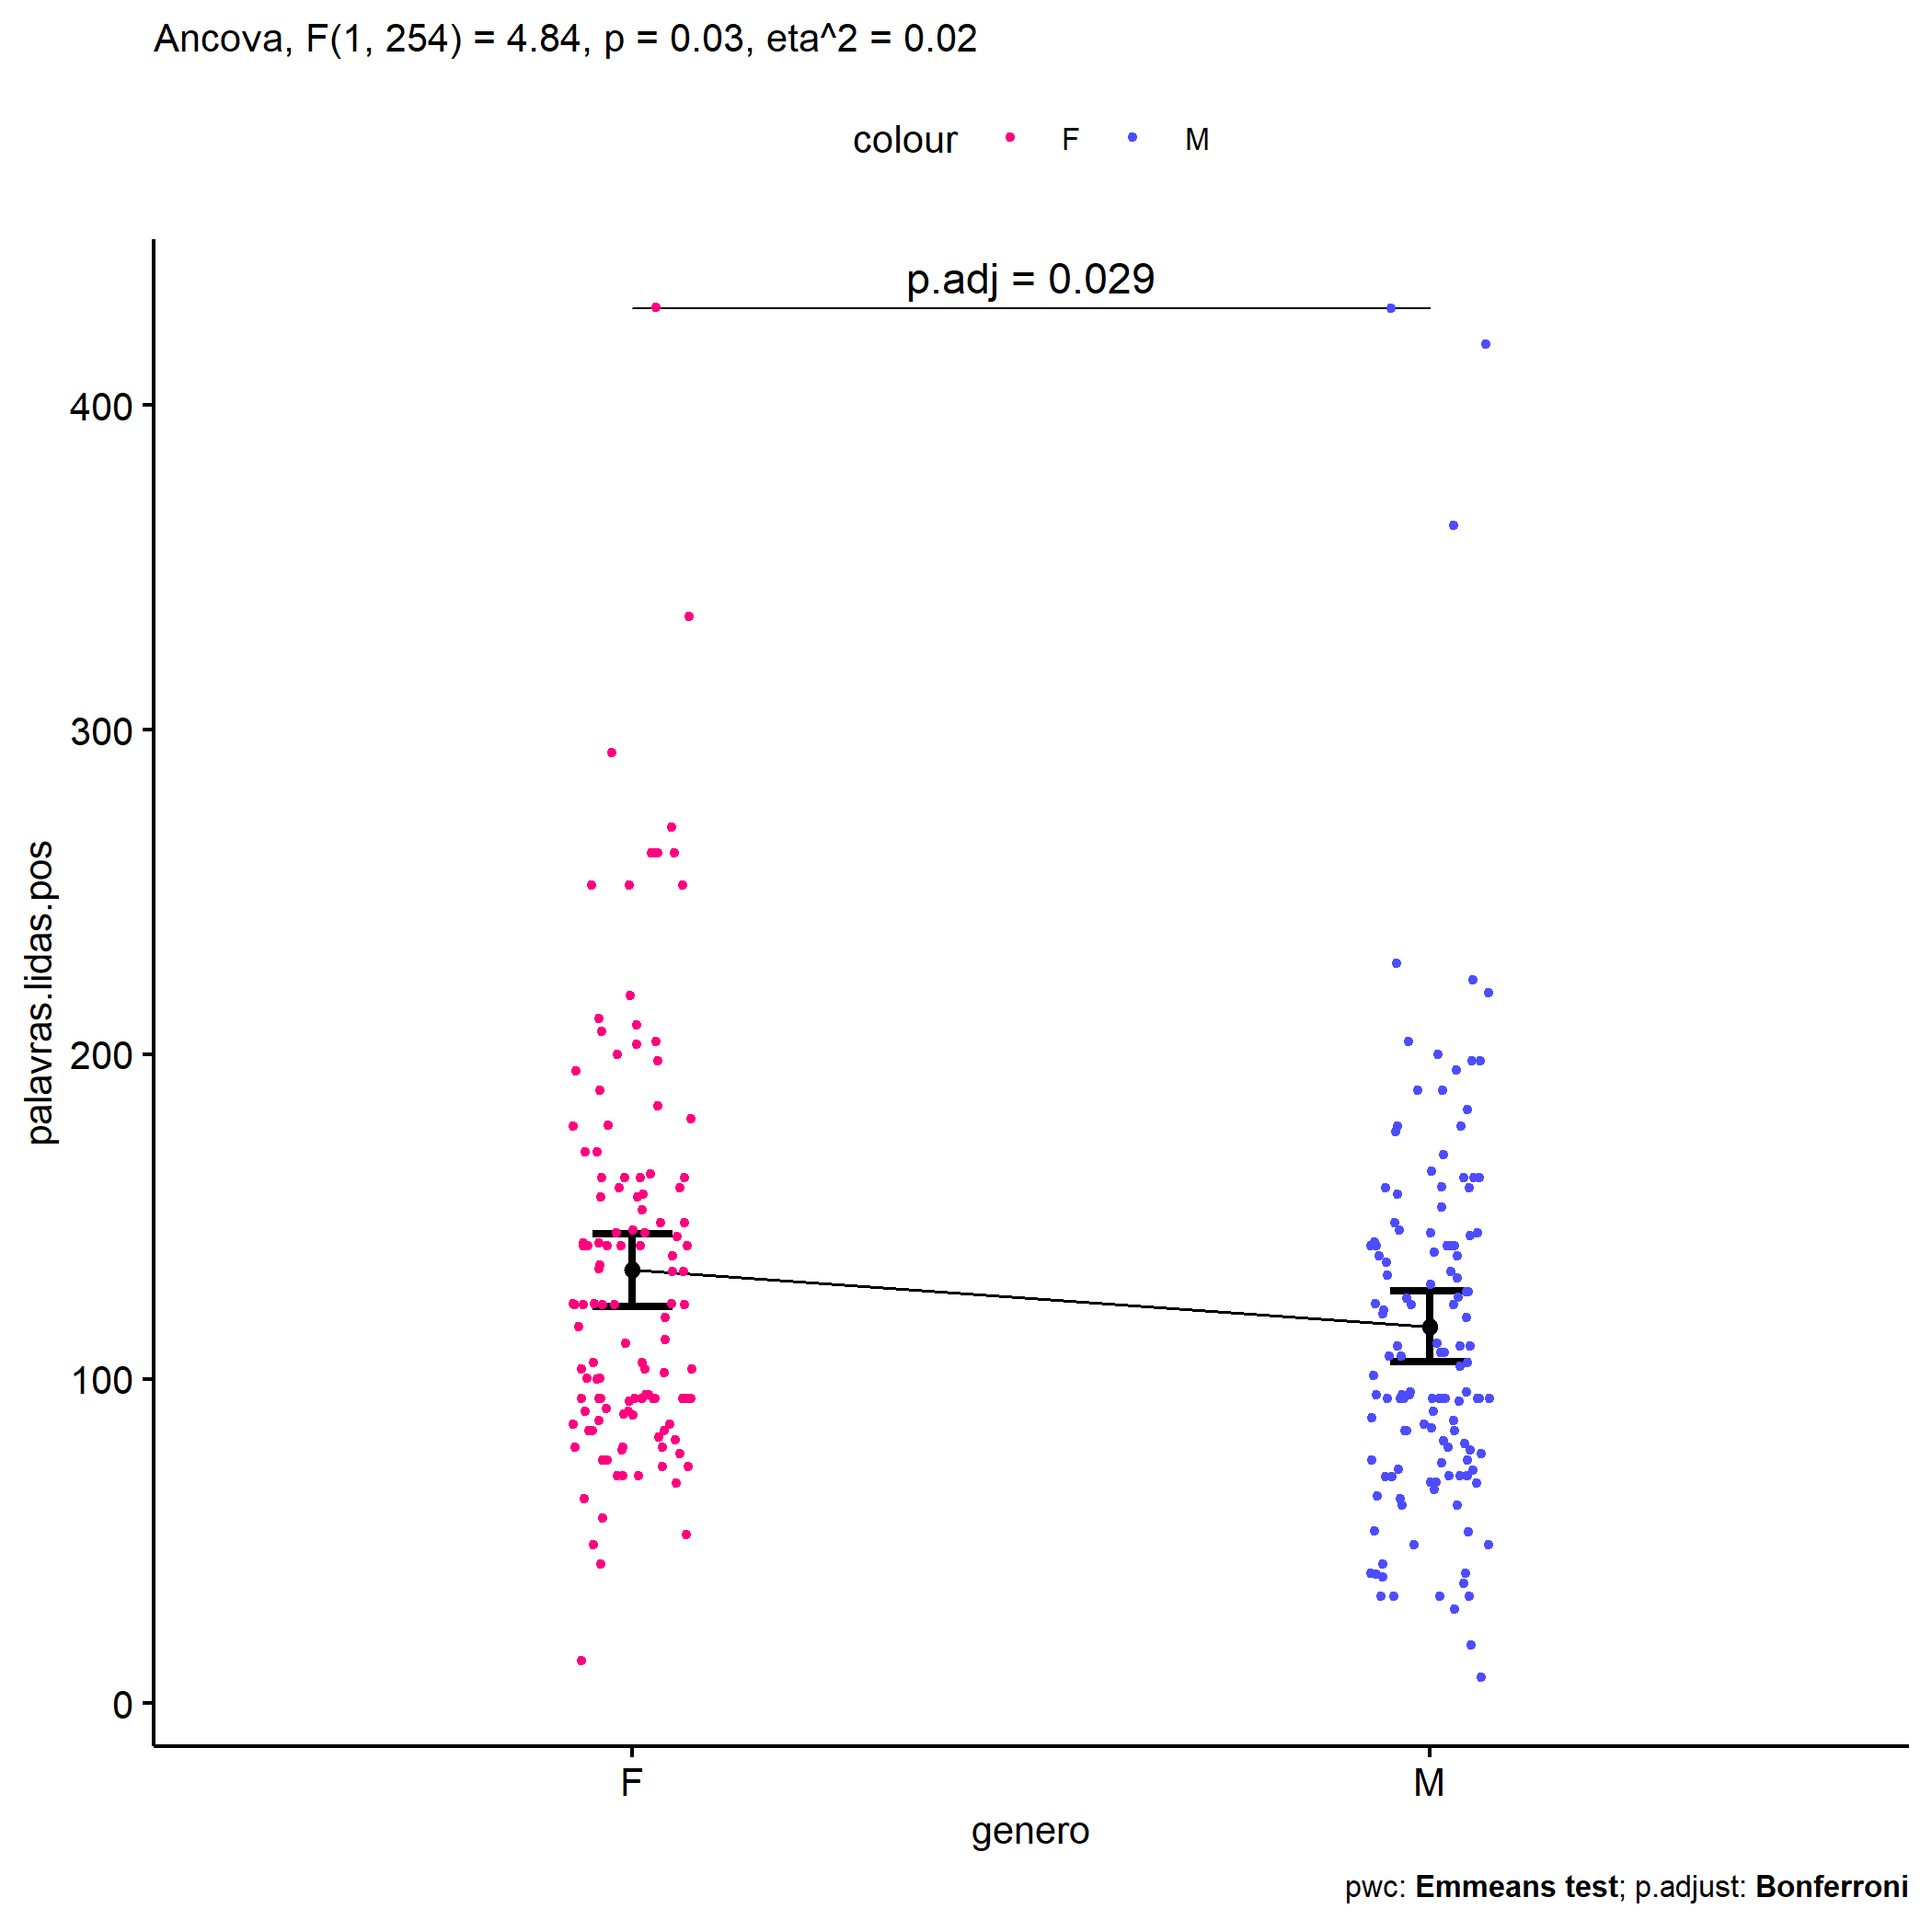 Ancova, F(1, 254) = 4.84, p = 0.03, eta^2 = 0.02
colour F M
p.adj = 0.029
400
300
200
100
0
palavras.lidas.pos
F M
genero
pwc: Emmeans test; p.adjust: Bonferroni